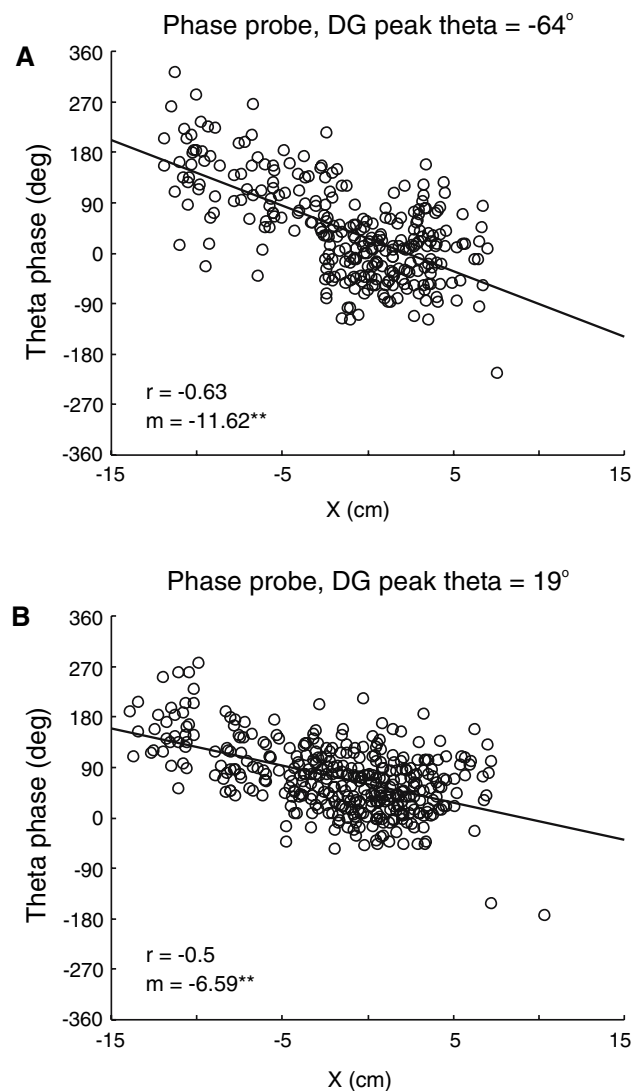 A
Phase probe, DG peak theta = -64°
360
270
180
90
0
-90
-180
-270
-360
Theta phase (deg)
r = -0.63
m = -11.62**
-15
-5
5
15
X (cm)
B
Phase probe, DG peak theta = 19°
360
270
180
90
0
-90
-180
-270
-360
Theta phase (deg)
r = -0.5
m = -6.59**
-15
-5
5
15
X (cm)